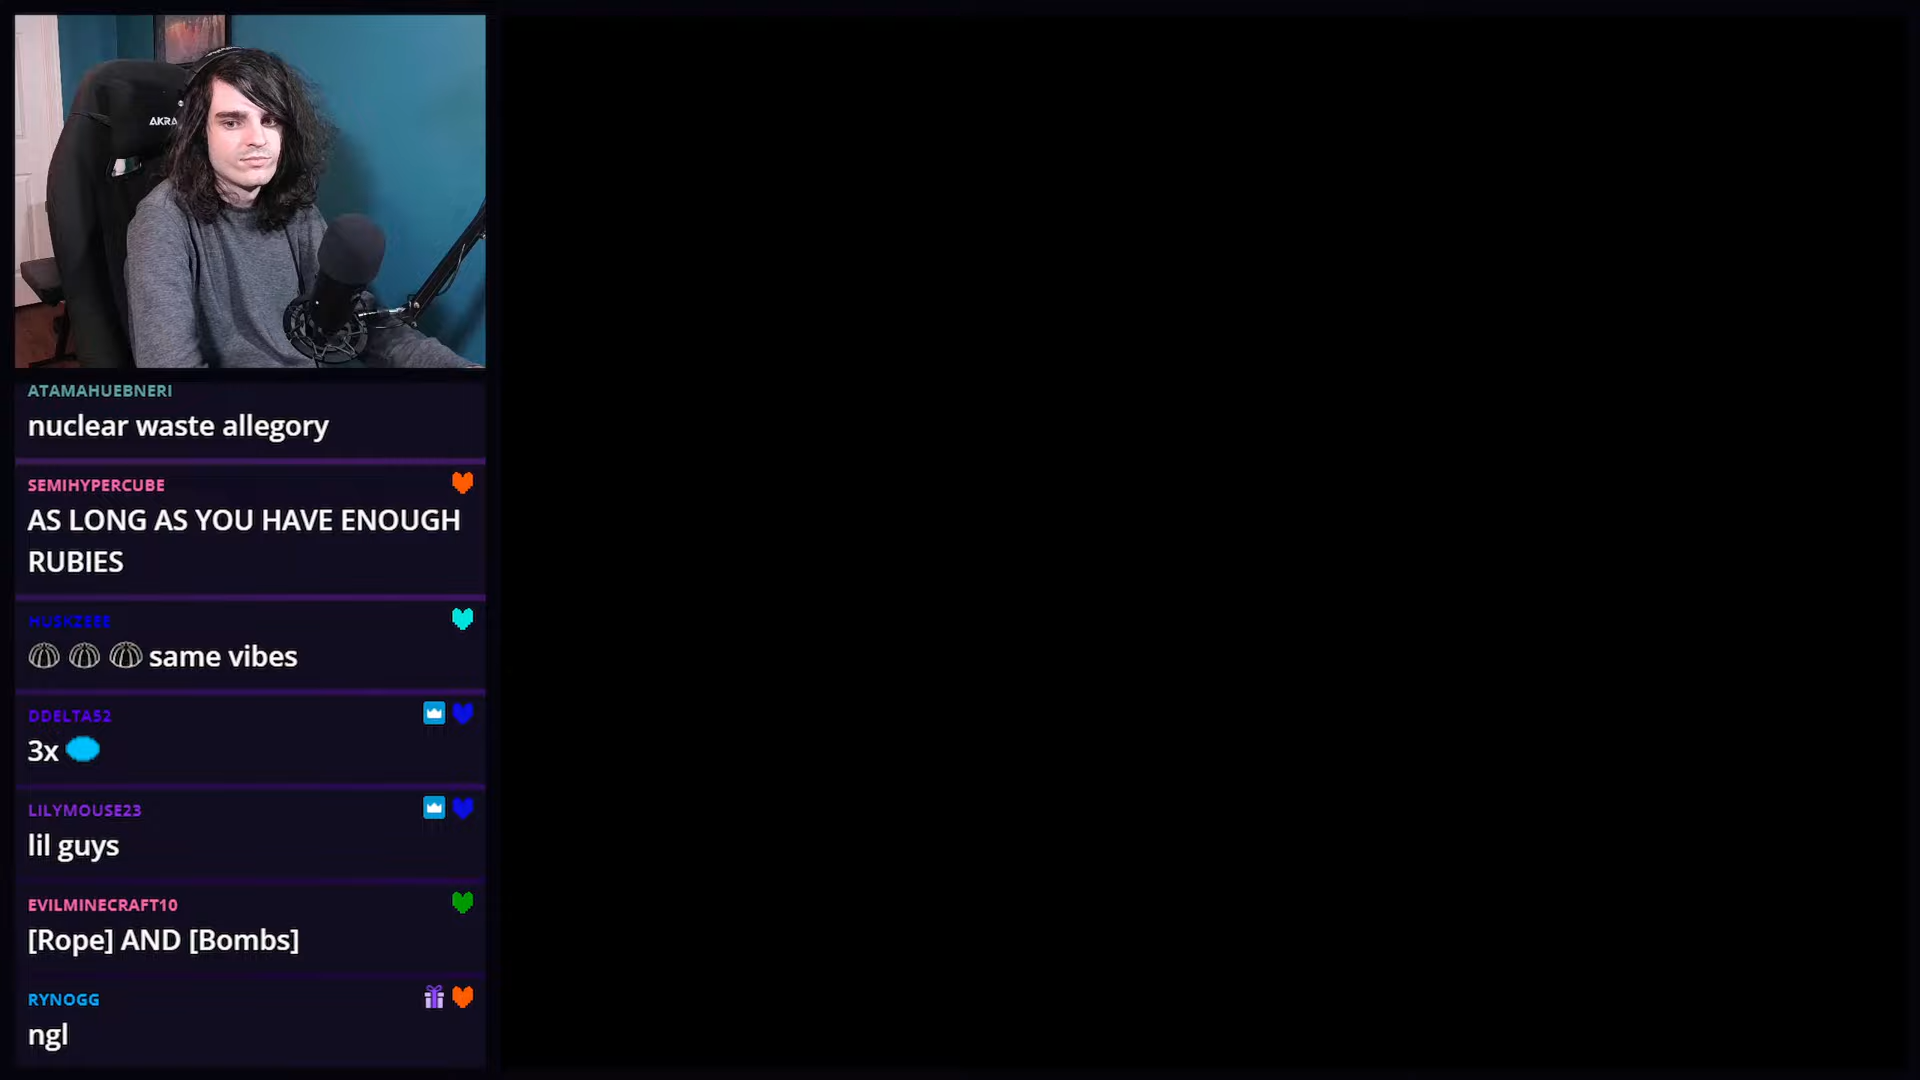 AKRA
ATAMAHUEBNERI
nuclear waste allegory
SEMIHYPERCUBE
AS LONG AS YOU HAVE ENOUGH
RUBIES
HUSKZEEE
same vibes
DDELTA52
3x
LILYMOUSE23
lil guys
EVILMINECRAFT10
[Rope] AND [Bombs]
RYNOGG
ngl